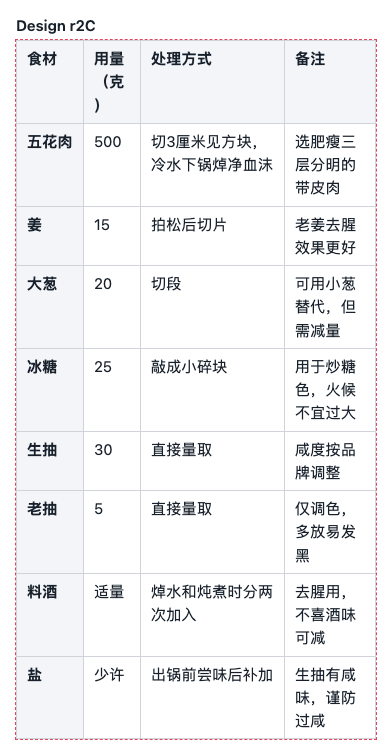 Design r2C
食材 用量（克） 处理方式 备注
五花肉 500 切3厘米见方块，冷水下锅焯净血沫 选肥瘦三层分明的带皮肉
姜 15 拍松后切片 老姜去腥效果更好
大葱 20 切段 可用小葱替代，但需减量
冰糖 25 敲成小碎块 用于炒糖色，火候不宜过大
生抽 30 直接量取 咸度按品牌调整
老抽 5 直接量取 仅调色，多放易发黑
料酒 适量 焯水和炖煮时分两次加入 去腥用，不喜酒味可减
盐 少许 出锅前尝味后补加 生抽有咸味，谨防过咸